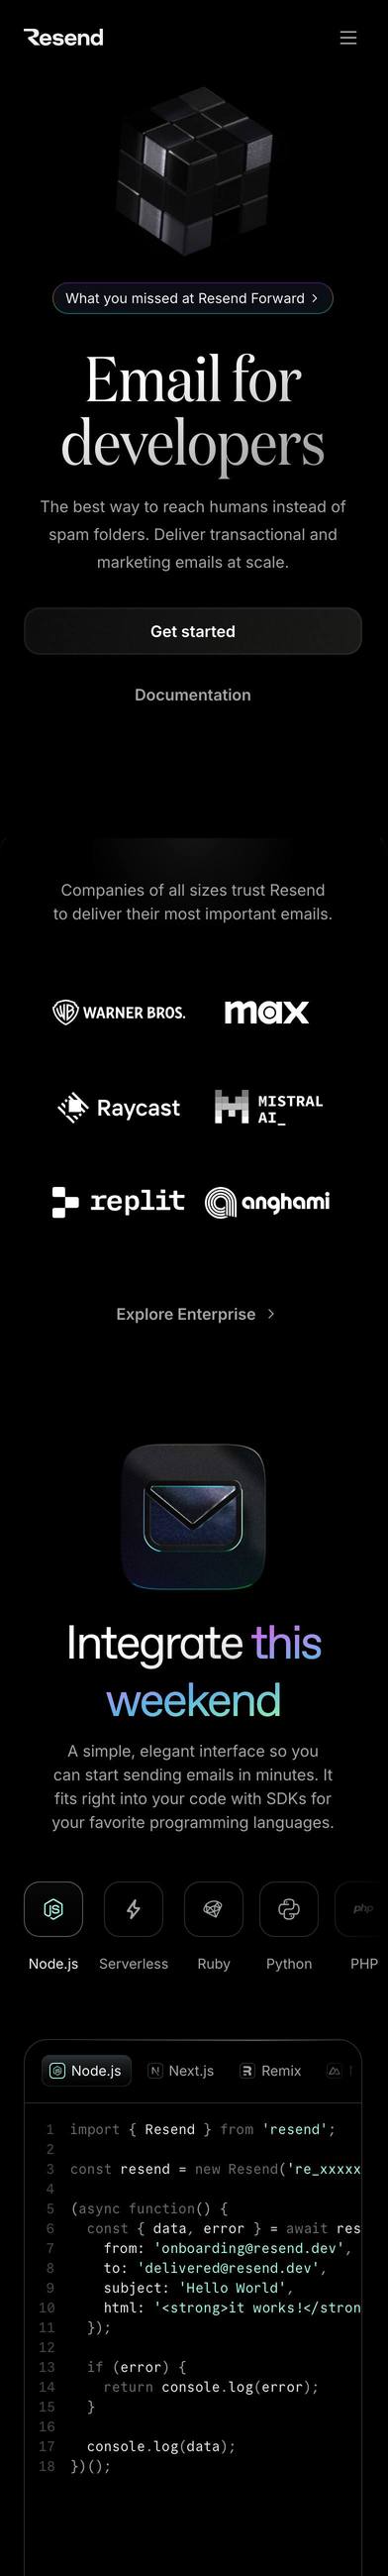 Resend
What you missed at Resend Forward
Email for
developers
The best way to reach humans instead of
spam folders. Deliver transactional and
marketing emails at scale.
Get started
Documentation
Companies of all sizes trust Resend
to deliver their most important emails.
WB WARNER BROS. max
Raycast MISTRAL
AI_
replit anghami
Explore Enterprise
Integrate this
weekend
A simple, elegant interface so you
can start sending emails in minutes. It
fits right into your code with SDKs for
your favorite programming languages.
JS php
Node.js Serverless Ruby Python PHP
Node.js Next.js Remix
1 import { Resend } from 'resend';
2
3 const resend = new Resend('re_xxxxx
4
5 (async function() {
6 const { data, error } = await res
7 from: 'onboarding@resend.dev',
8 to: 'delivered@resend.dev',
9 subject: 'Hello World',
10 html: '<strong>it works!</stron
11 });
12
13 if (error) {
14 return console.log(error);
15 }
16
17 console.log(data);
18 })();